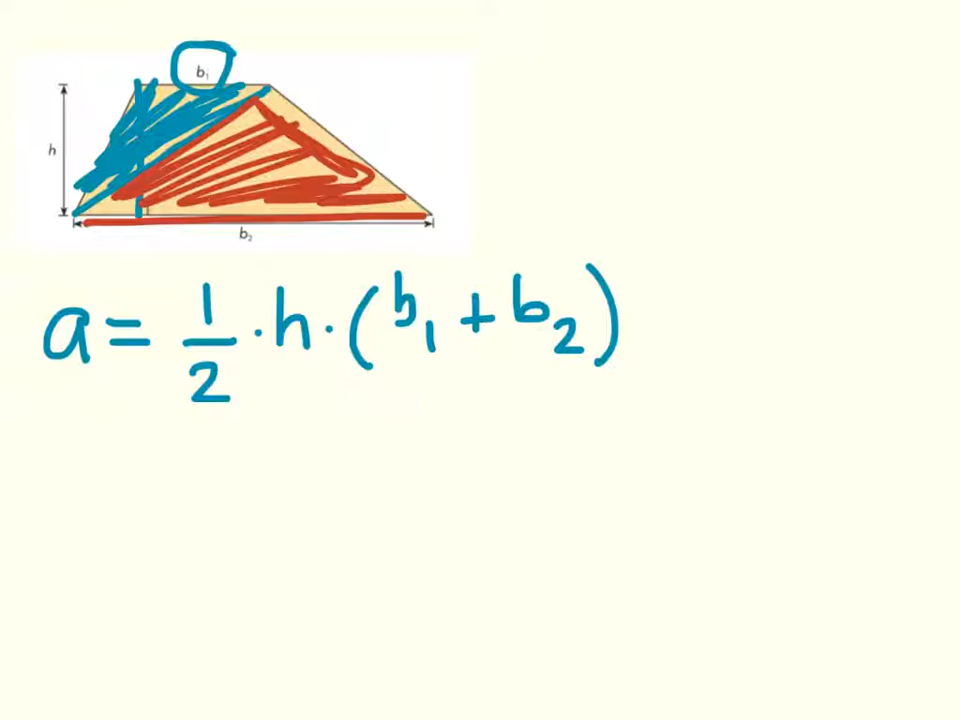 b₁
h
b₂
a = 1/2 · h · (b₁ + b₂)